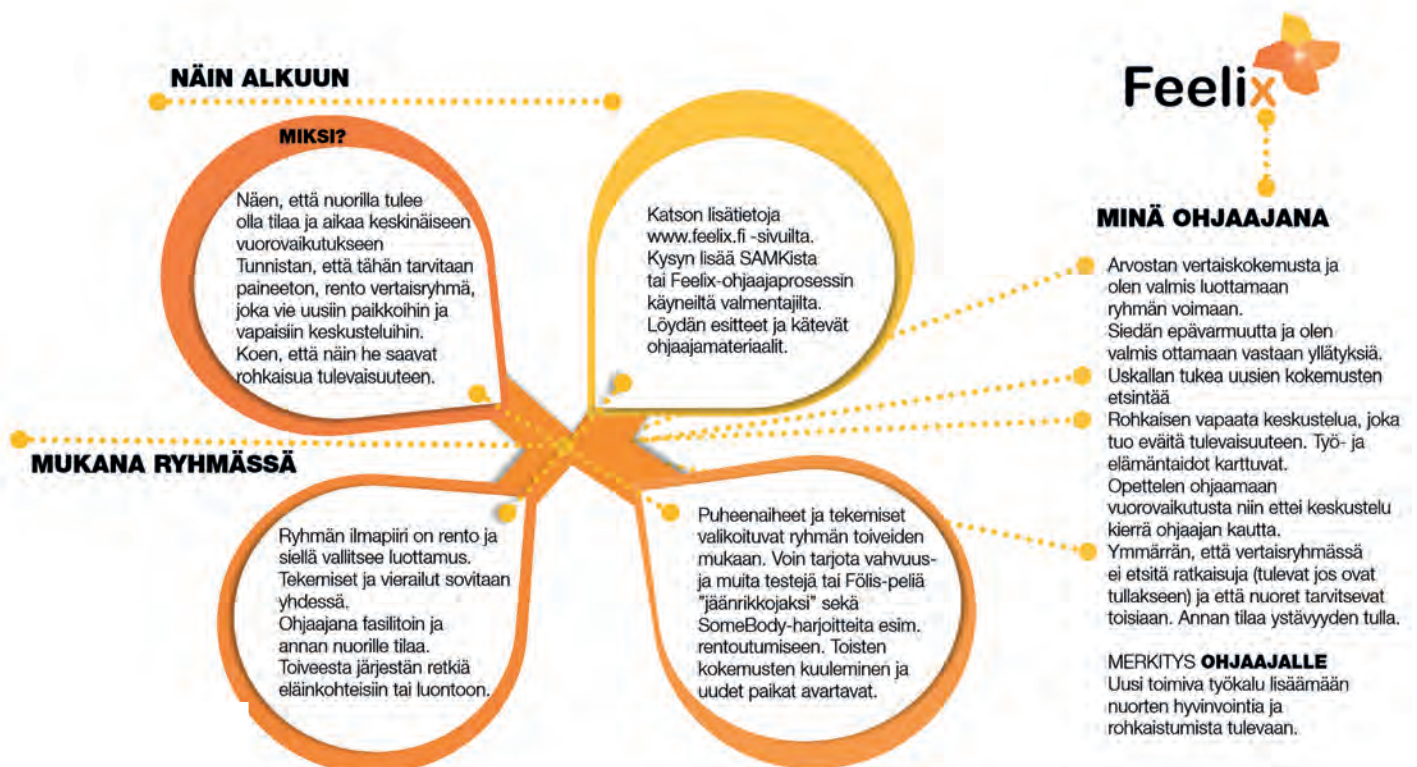 NÄIN ALKUUN
MIKSI?
Näen, että nuorilla tulee
olla tilaa ja aikaa keskinäiseen
vuorovaikutukseen
Tunnistan, että tähän tarvitaan
paineeton, rento vertaisryhmä,
joka vie uusiin paikkoihin ja
vapaisiin keskusteluihin.
Koen, että näin he saavat
rohkaisua tulevaisuuteen.
Katson lisätietoja
www.feelix.fi -sivuilta.
Kysyn lisää SAMKista
tai Feelix-ohjaajaprosessin
käyneiltä valmentajilta.
Löydän esitteet ja kätevät
ohjaajamateriaalit.
MUKANA RYHMÄSSÄ
Ryhmän ilmapiiri on rento ja
siellä vallitsee luottamus.
Tekemiset ja vierailut sovitaan
yhdessä.
Ohjaajana fasilitoin ja
annan nuorille tilaa.
Toiveesta järjestän retkiä
eläinkohteisiin tai luontoon.
Puheenaiheet ja tekemiset
valikoituvat ryhmän toiveiden
mukaan. Voin tarjota vahvuus-
ja muita testejä tai Fölis-peliä
"jäänrikkojaksi" sekä
SomeBody-harjoitteita esim.
rentoutumiseen. Toisten
kokemusten kuuleminen ja
uudet paikat avartavat.
Feelix
MINÄ OHJAAJANA
Arvostan vertaiskokemusta ja
olen valmis luottamaan
ryhmän voimaan.
Siedän epävarmuutta ja olen
valmis ottamaan vastaan yllätyksiä.
Uskallan tukea uusien kokemusten
etsintää
Rohkaisen vapaata keskustelua, joka
tuo eväitä tulevaisuuteen. Työ- ja
elämäntaidot karttuvat.
Opettelen ohjaamaan
vuorovaikutusta niin ettei keskustelu
kierrä ohjaajan kautta.
Ymmärrän, että vertaisryhmässä
ei etsitä ratkaisuja (tulevat jos ovat
tullakseen) ja että nuoret tarvitsevat
toisiaan. Annan tilaa ystävyyden tulla.
MERKITYS OHJAAJALLE
Uusi toimiva työkalu lisäämään
nuorten hyvinvointia ja
rohkaistumista tulevaan.